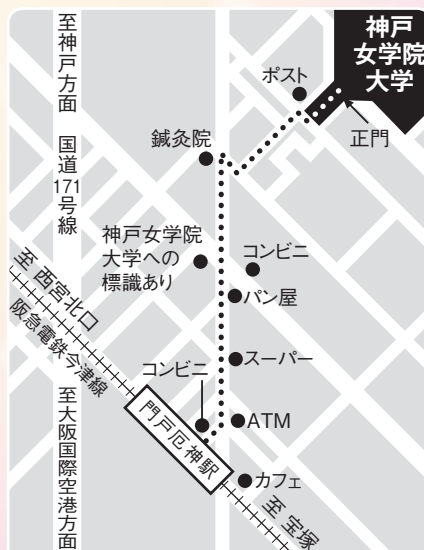 至神戸方面　国道171号線
至大阪国際空港方面
神戸
女学院
大学
ポスト
正門
鍼灸院
神戸女学院
大学への
標識あり
コンビニ
パン屋
至 西宮北口
阪急電鉄今津線
スーパー
コンビニ
門戸厄神駅
ATM
カフェ
至 宝塚